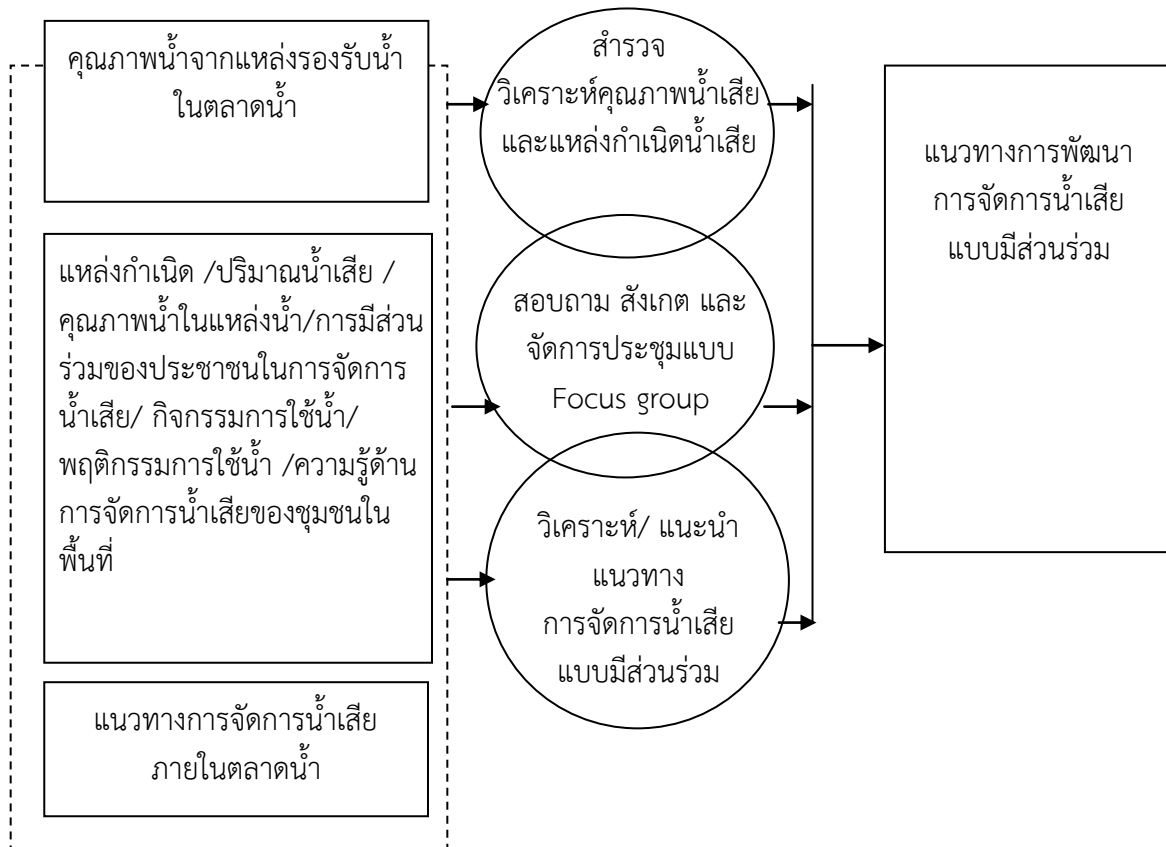 คุณภาพน้ำจากแหล่งรองรับน้ำ
ในตลาดน้ำ
แหล่งกำเนิด /ปริมาณน้ำเสีย /
คุณภาพน้ำในแหล่งน้ำ/การมีส่วน
ร่วมของประชาชนในการจัดการ
น้ำเสีย/ กิจกรรมการใช้น้ำ/
พฤติกรรมการใช้น้ำ /ความรู้ด้าน
การจัดการน้ำเสียของชุมชนใน
พื้นที่
แนวทางการจัดการน้ำเสีย
ภายในตลาดน้ำ
สำรวจ
วิเคราะห์คุณภาพน้ำเสีย
และแหล่งกำเนิดน้ำเสีย
สอบถาม สังเกต และ
จัดการประชุมแบบ
Focus group
วิเคราะห์/ แนะนำ
แนวทาง
การจัดการน้ำเสีย
แบบมีส่วนร่วม
แนวทางการพัฒนา
การจัดการน้ำเสีย
แบบมีส่วนร่วม